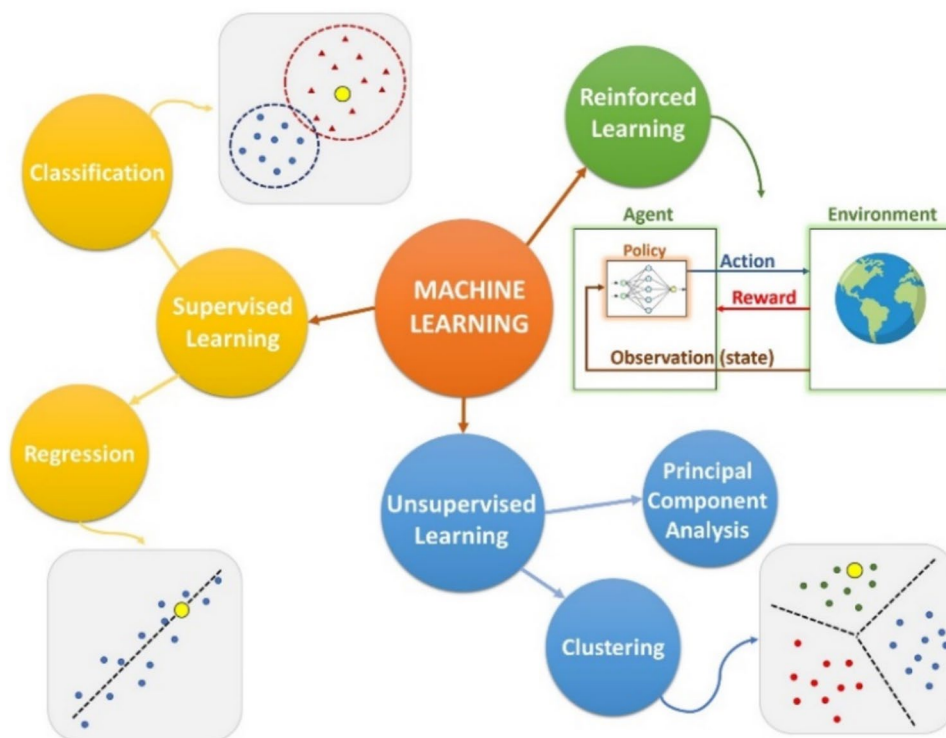 Classification
Reinforced
Learning
Agent
Environment
Policy
Action
Reward
Observation (state)
MACHINE
LEARNING
Supervised
Learning
Regression
Unsupervised
Learning
Principal
Component
Analysis
Clustering